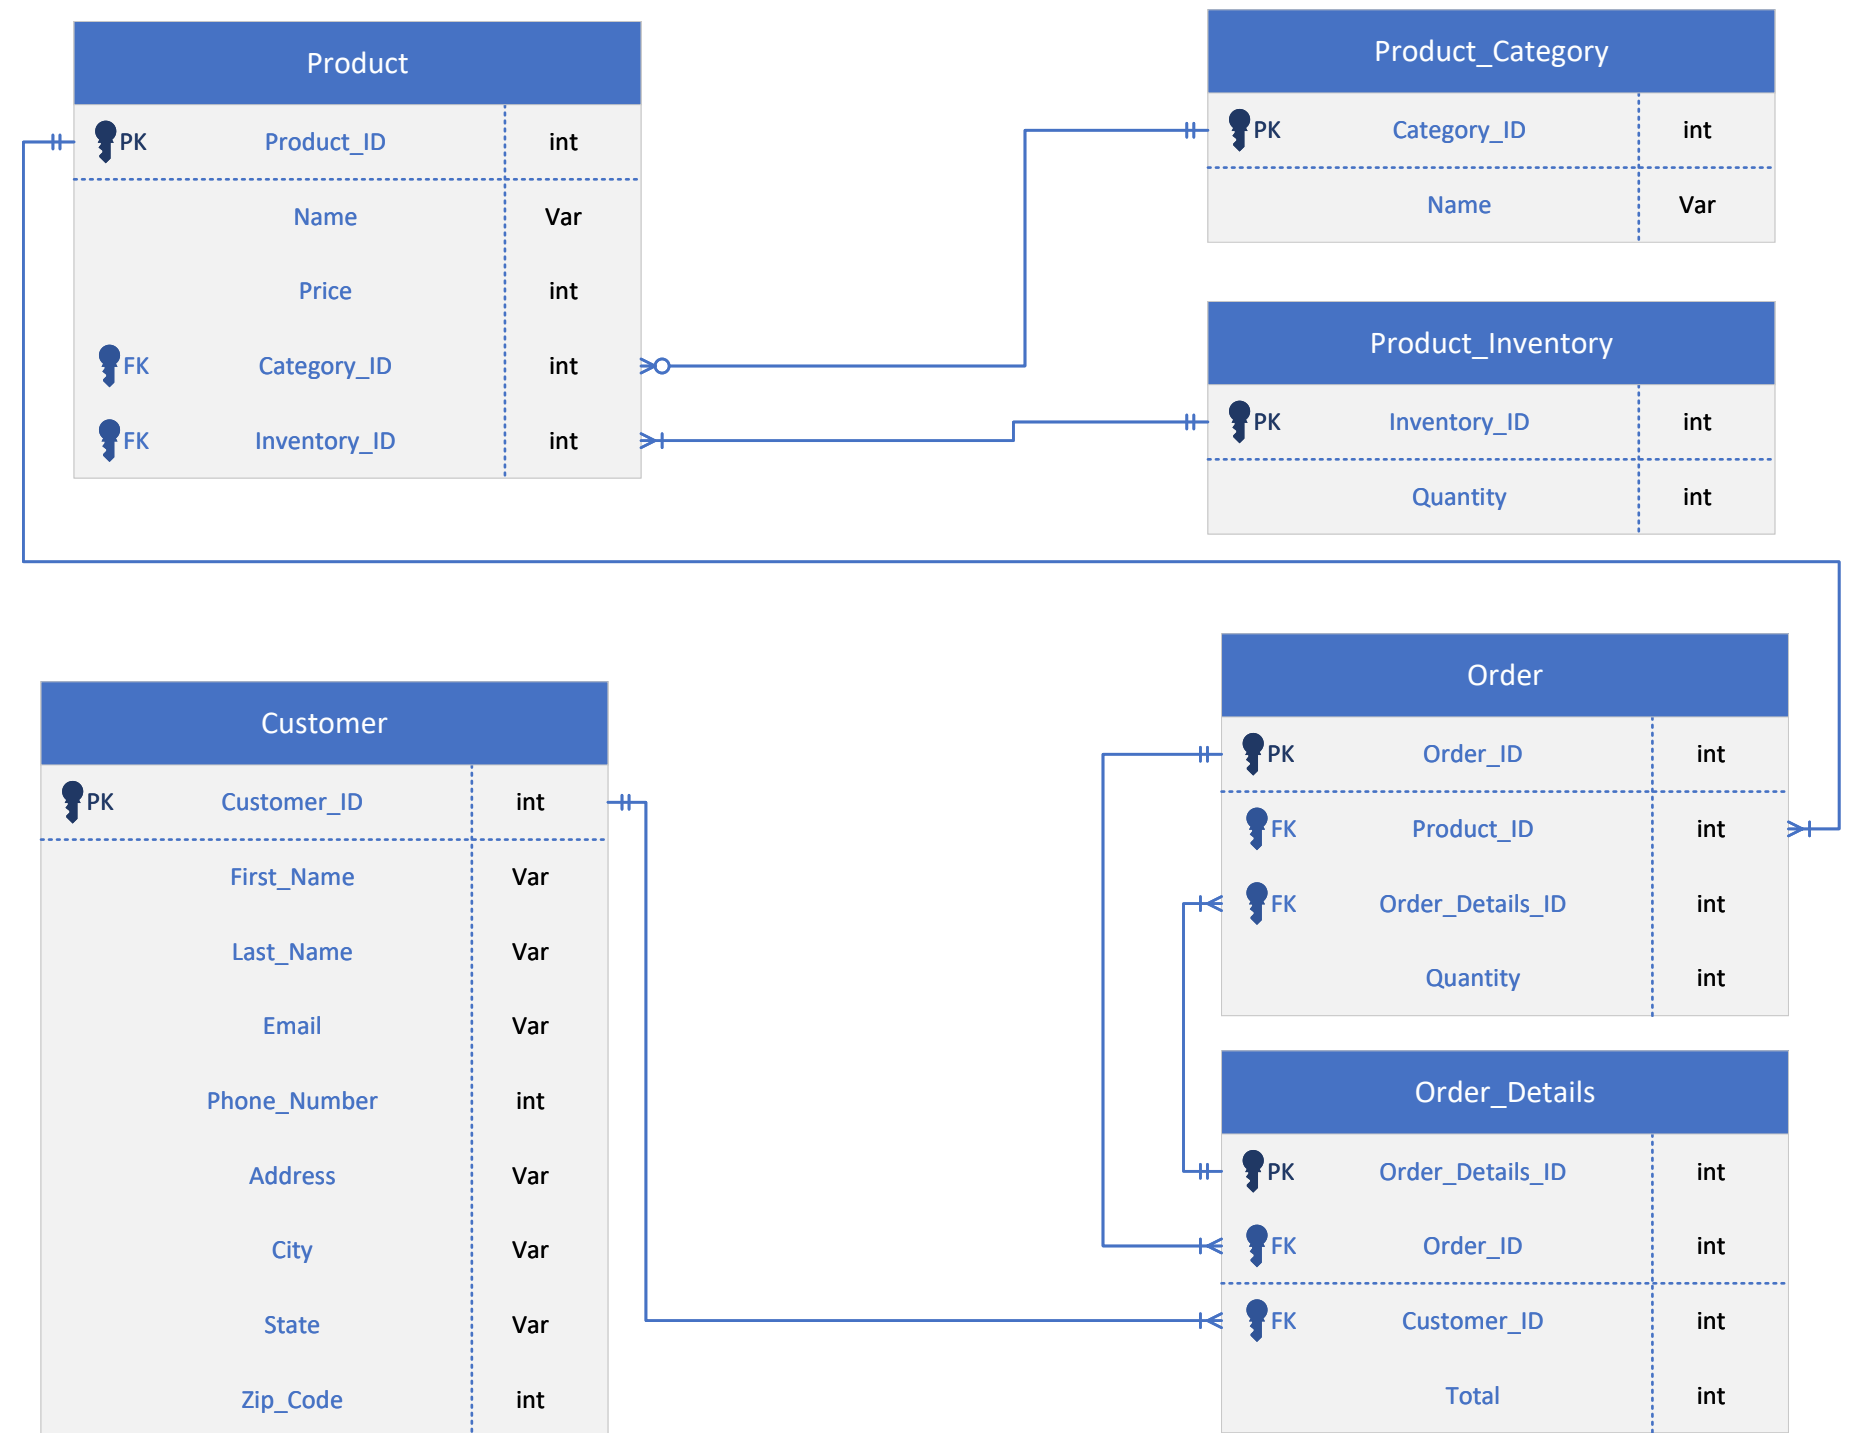 Product
PK Product_ID int
Name Var
Price int
FK Category_ID int
FK Inventory_ID int
Product_Category
PK Category_ID int
Name Var
Product_Inventory
PK Inventory_ID int
Quantity int
Customer
PK Customer_ID int
First_Name Var
Last_Name Var
Email Var
Phone_Number int
Address Var
City Var
State Var
Zip_Code int
Order
PK Order_ID int
FK Product_ID int
FK Order_Details_ID int
Quantity int
Order_Details
PK Order_Details_ID int
FK Order_ID int
FK Customer_ID int
Total int